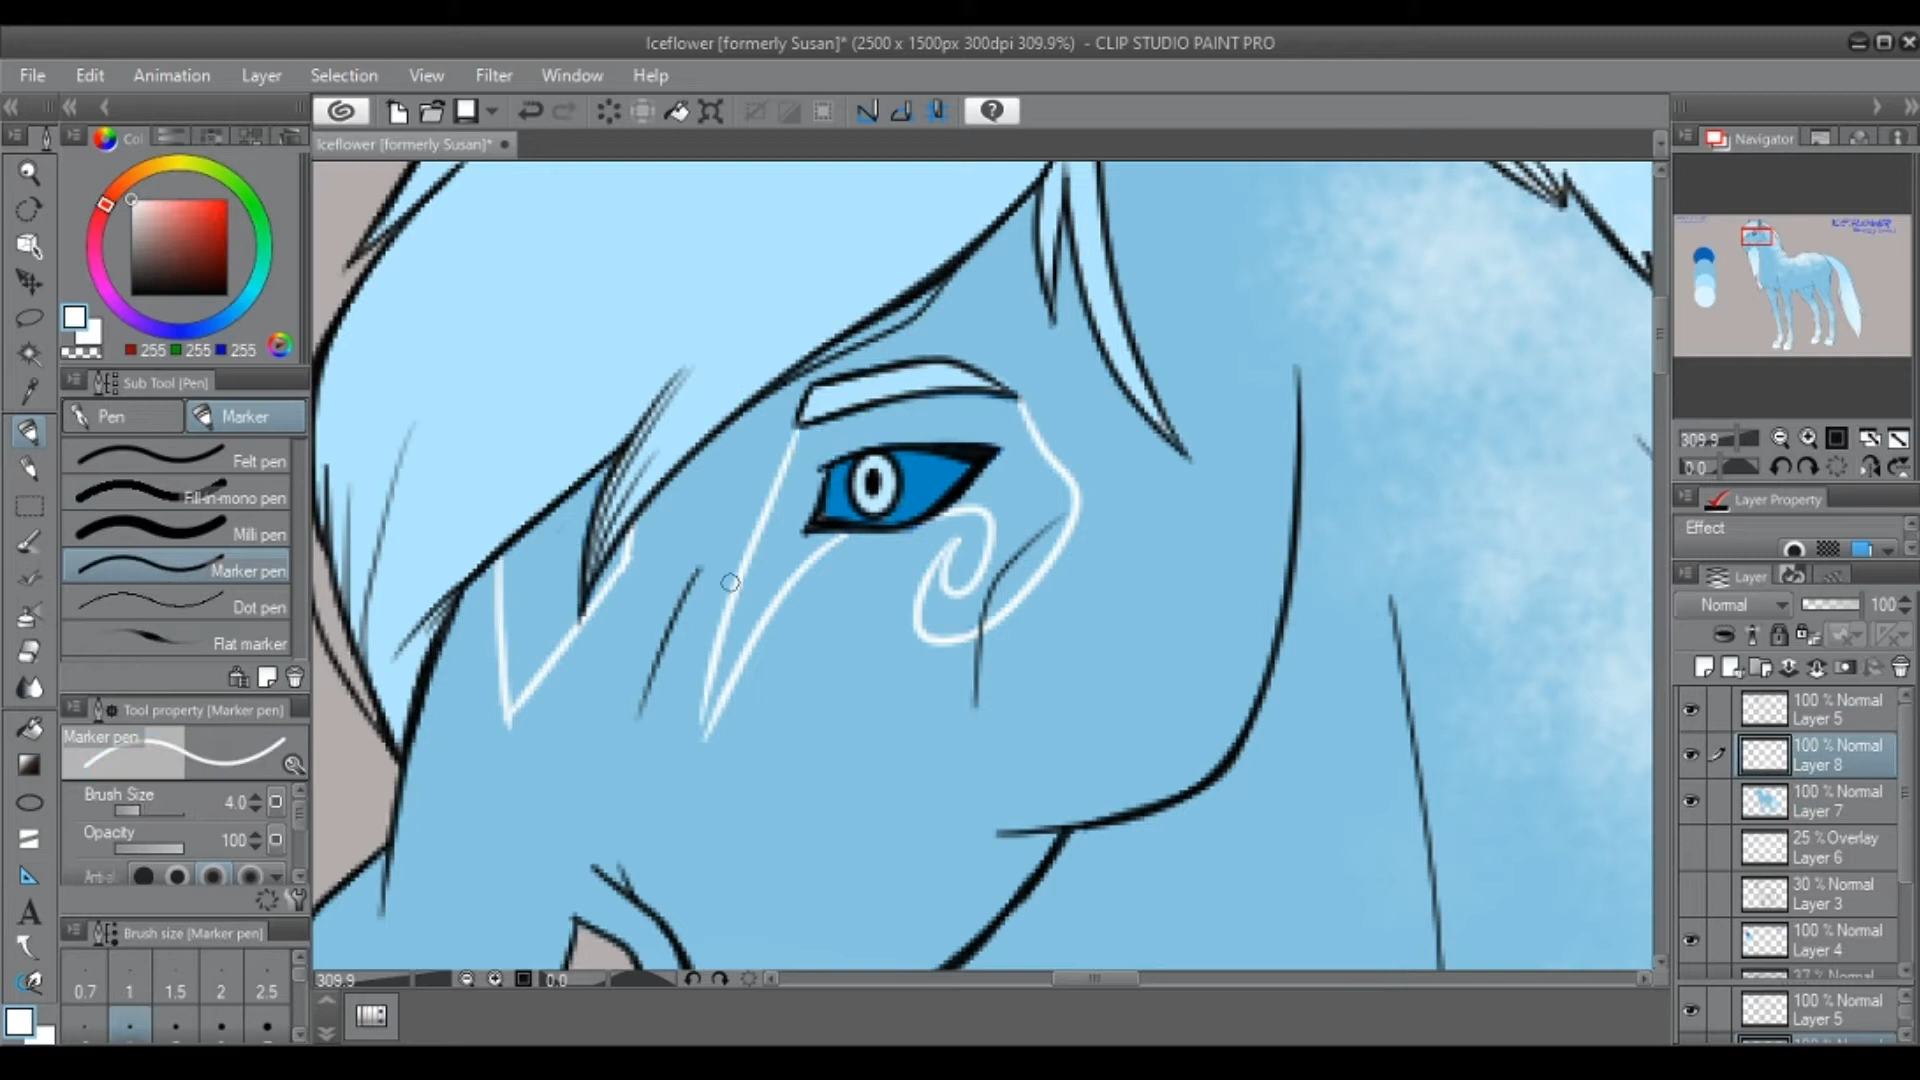 Iceflower [formerly Susan]* (2500 x 1500px 300dpi 309.9%)  - CLIP STUDIO PAINT PRO
File Edit Animation Layer Selection View Filter Window Help
Col
Iceflower [formerly Susan]*
Navigator
255 255 255
Sub Tool [Pen]
Pen Marker
Felt pen
Fill-in-mono pen
Milli pen
Marker pen
Dot pen
Flat marker
Tool property [Marker pen]
Marker pen
Brush Size 4.0
Opacity 100
Brush size [Marker pen]
0.7 1 1.5 2 2.5
309.9 0.0
ICEFLOWER
309.9
0.0
Layer Property
Effect
Layer
Normal 100
100 % Normal
Layer 5
100 % Normal
Layer 8
100 % Normal
Layer 7
25 % Overlay
Layer 6
30 % Normal
Layer 3
100 % Normal
Layer 4
37 % Normal
100 % Normal
Layer 5